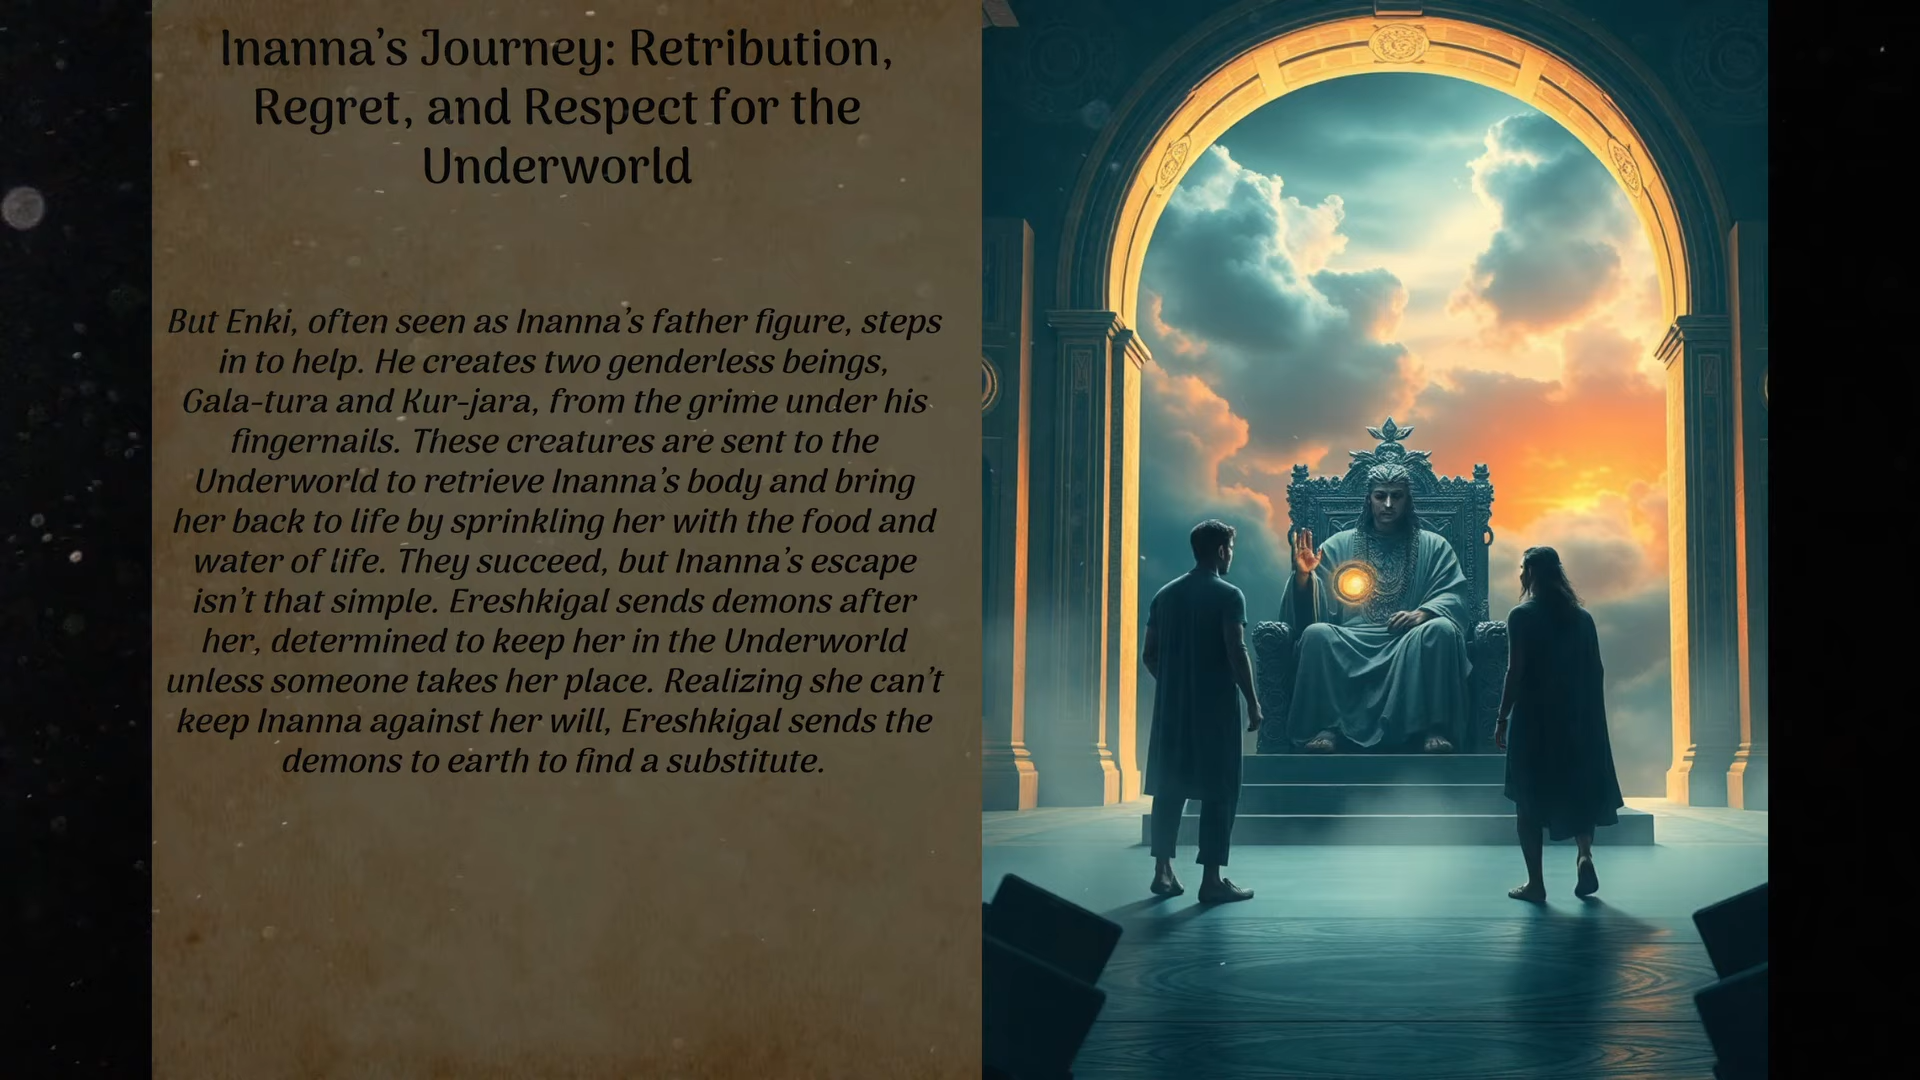 Inanna’s Journey: Retribution,
Regret, and Respect for the
Underworld
But Enki, often seen as Inanna’s father figure, steps
in to help. He creates two genderless beings,
Gala-tura and Kur-jara, from the grime under his
fingernails. These creatures are sent to the
Underworld to retrieve Inanna’s body and bring
her back to life by sprinkling her with the food and
water of life. They succeed, but Inanna’s escape
isn’t that simple. Ereshkigal sends demons after
her, determined to keep her in the Underworld
unless someone takes her place. Realizing she can’t
keep Inanna against her will, Ereshkigal sends the
demons to earth to find a substitute.